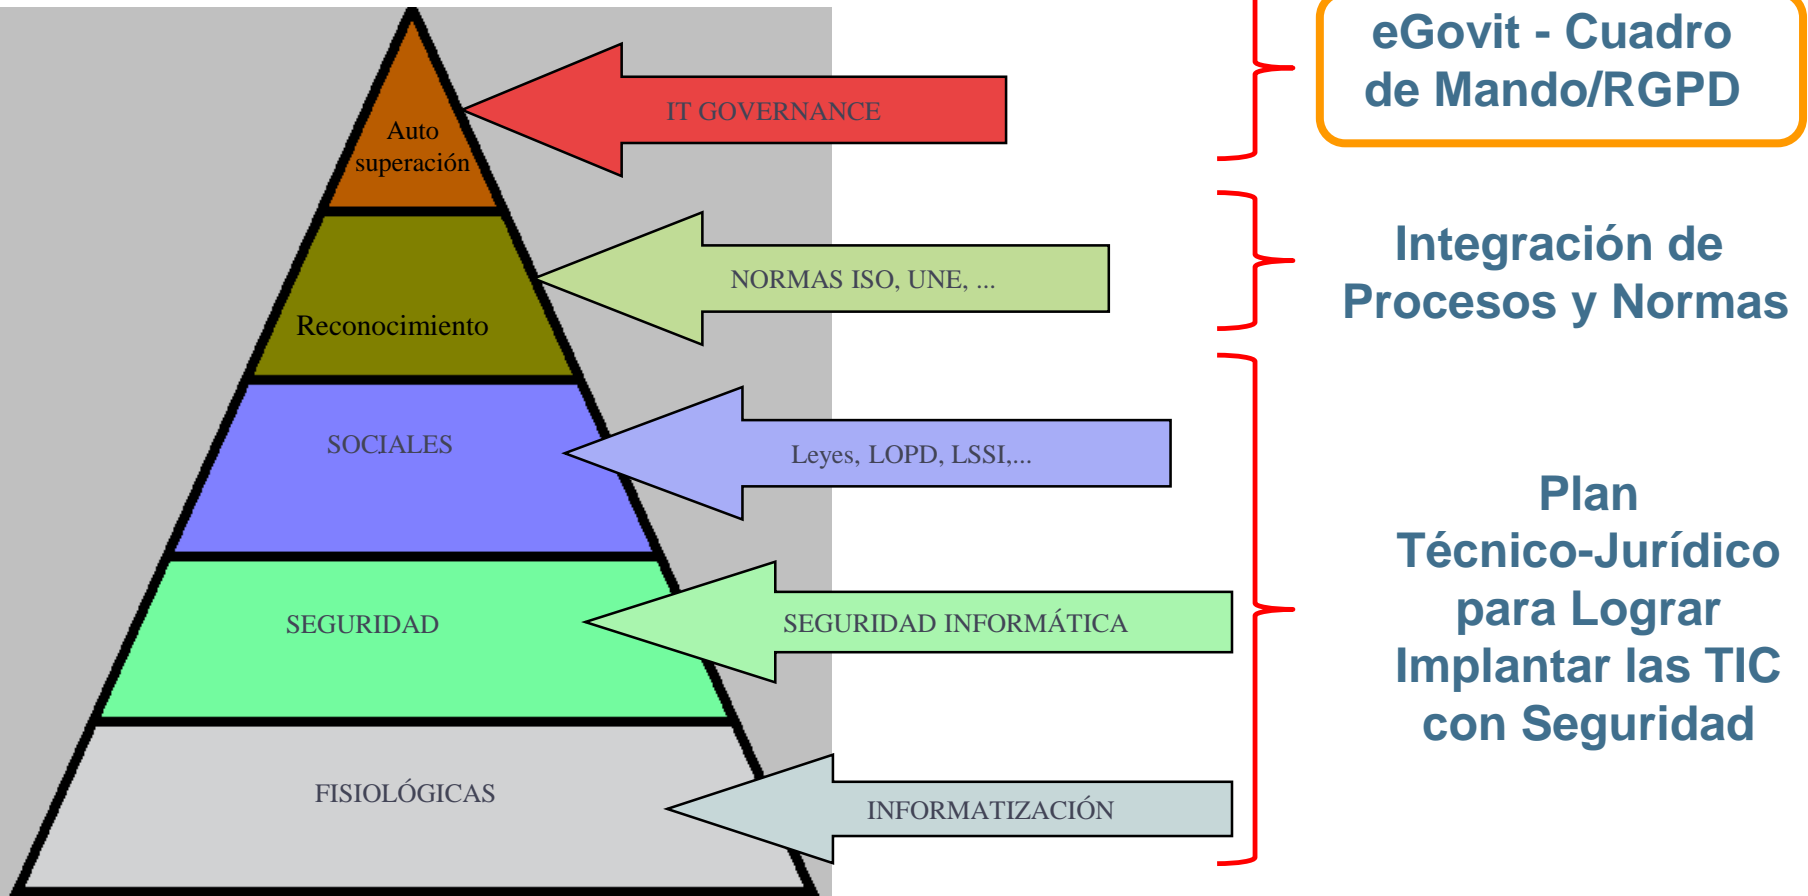 eGovit - Cuadro
de Mando/RGPD
IT GOVERNANCE
Auto
superación
NORMAS ISO, UNE, ...
Integración de
Procesos y Normas
Reconocimiento
SOCIALES
Leyes, LOPD, LSSI,...
Plan
Técnico-Jurídico
para Lograr
Implantar las TIC
con Seguridad
SEGURIDAD
SEGURIDAD INFORMÁTICA
FISIOLÓGICAS
INFORMATIZACIÓN